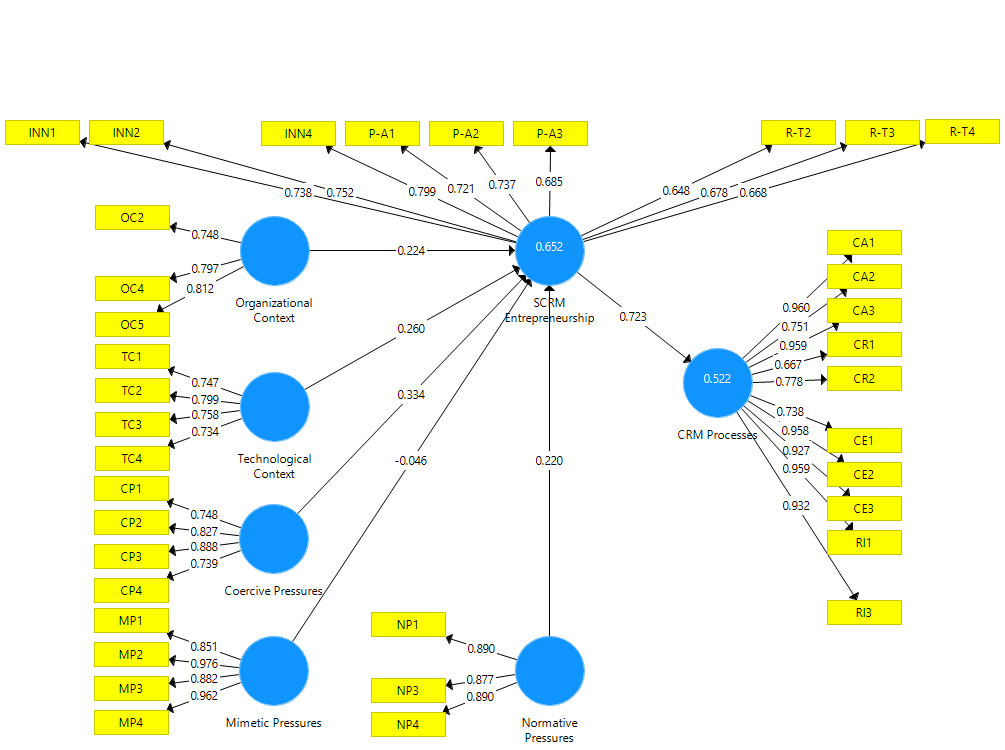 INN1
INN2
INN4
P-A1
P-A2
P-A3
R-T2
R-T3
R-T4
0.738
0.752
0.799
0.721
0.737
0.685
0.648
0.678
0.668
OC2
OC4
OC5
0.748
0.797
0.812
Organizational
Context
0.224
0.652
SCRM
Entrepreneurship
TC1
TC2
TC3
TC4
0.747
0.799
0.758
0.734
Technological
Context
0.260
CP1
CP2
CP3
CP4
0.748
0.827
0.888
0.739
Coercive Pressures
0.334
MP1
MP2
MP3
MP4
0.851
0.976
0.882
0.962
Mimetic Pressures
-0.046
NP1
NP3
NP4
0.890
0.877
0.890
Normative
Pressures
0.220
0.723
0.522
CRM Processes
CA1
CA2
CA3
CR1
CR2
CE1
CE2
CE3
RI1
RI3
0.960
0.751
0.959
0.667
0.778
0.738
0.958
0.927
0.959
0.932